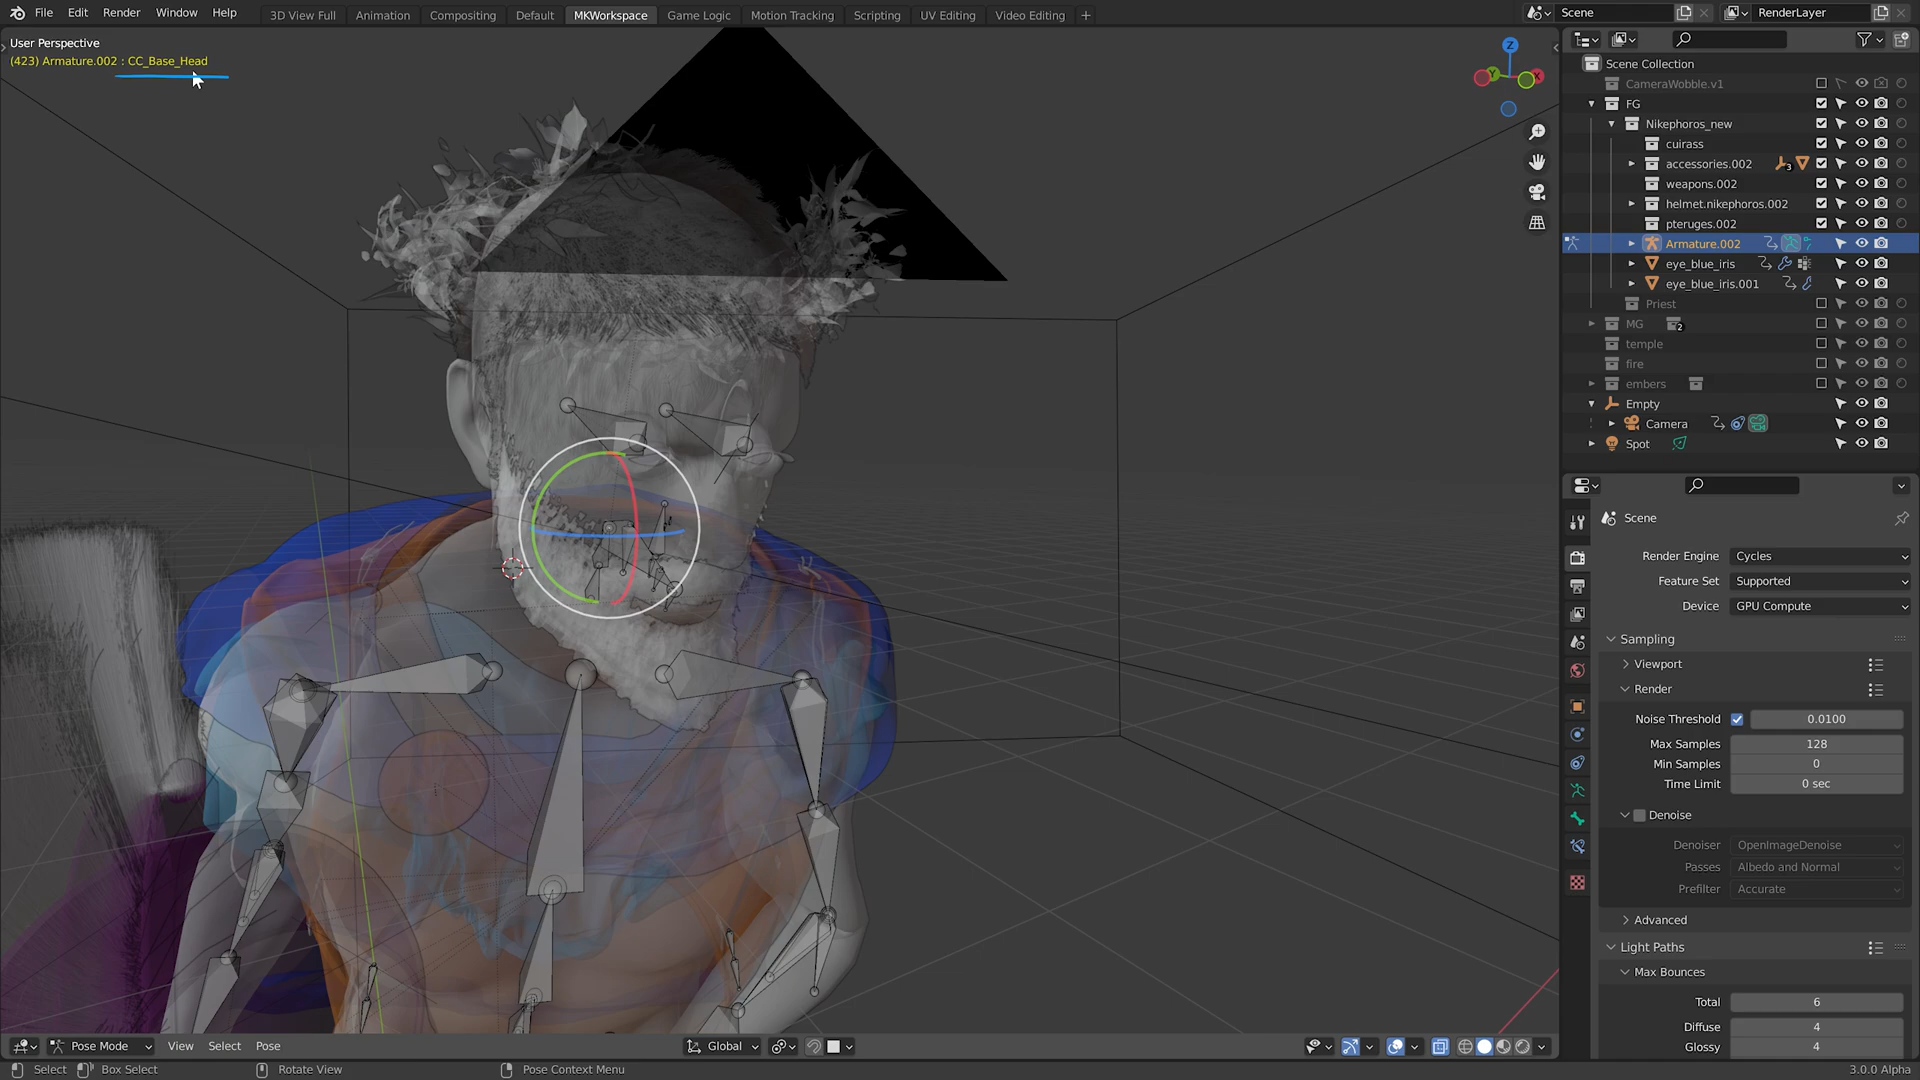 File Edit Render Window Help
3D View Full Animation Compositing Default MKWorkspace Game Logic Motion Tracking Scripting UV Editing Video Editing +
Scene
RenderLayer
User Perspective
(423) Armature.002 : CC_Base_Head
Z
Y
X
Scene Collection
CameraWobble.v1
FG
Nikephoros_new
cuirass
accessories.002
3
weapons.002
helmet.nikephoros.002
pteruges.002
Armature.002
eye_blue_iris
eye_blue_iris.001
Priest
MG
2
temple
fire
embers
Empty
Camera
Spot
Scene
Render Engine Cycles
Feature Set Supported
Device GPU Compute
Sampling
Viewport
Render
Noise Threshold 0.0100
Max Samples 128
Min Samples 0
Time Limit 0 sec
Denoise
Denoiser OpenImageDenoise
Passes Albedo and Normal
Prefilter Accurate
Advanced
Light Paths
Max Bounces
Total 6
Diffuse 4
Glossy 4
Pose Mode View Select Pose
Global
Select Box Select Rotate View Pose Context Menu
3.0.0 Alpha